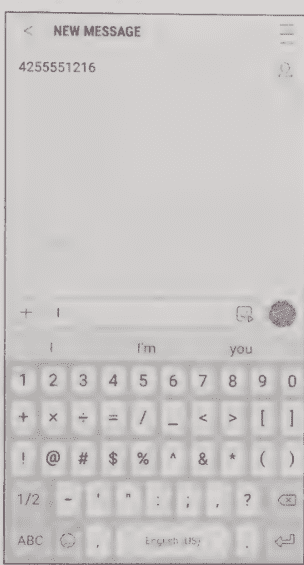 < NEW MESSAGE
4255551216
+ I
I I'm you
1 2 3 4 5 6 7 8 9 0
+ × ÷ = / _ < > [ ]
! @ # $ % ^ & * ( )
1/2 - ' " : ; , ?
ABC , English (US) .